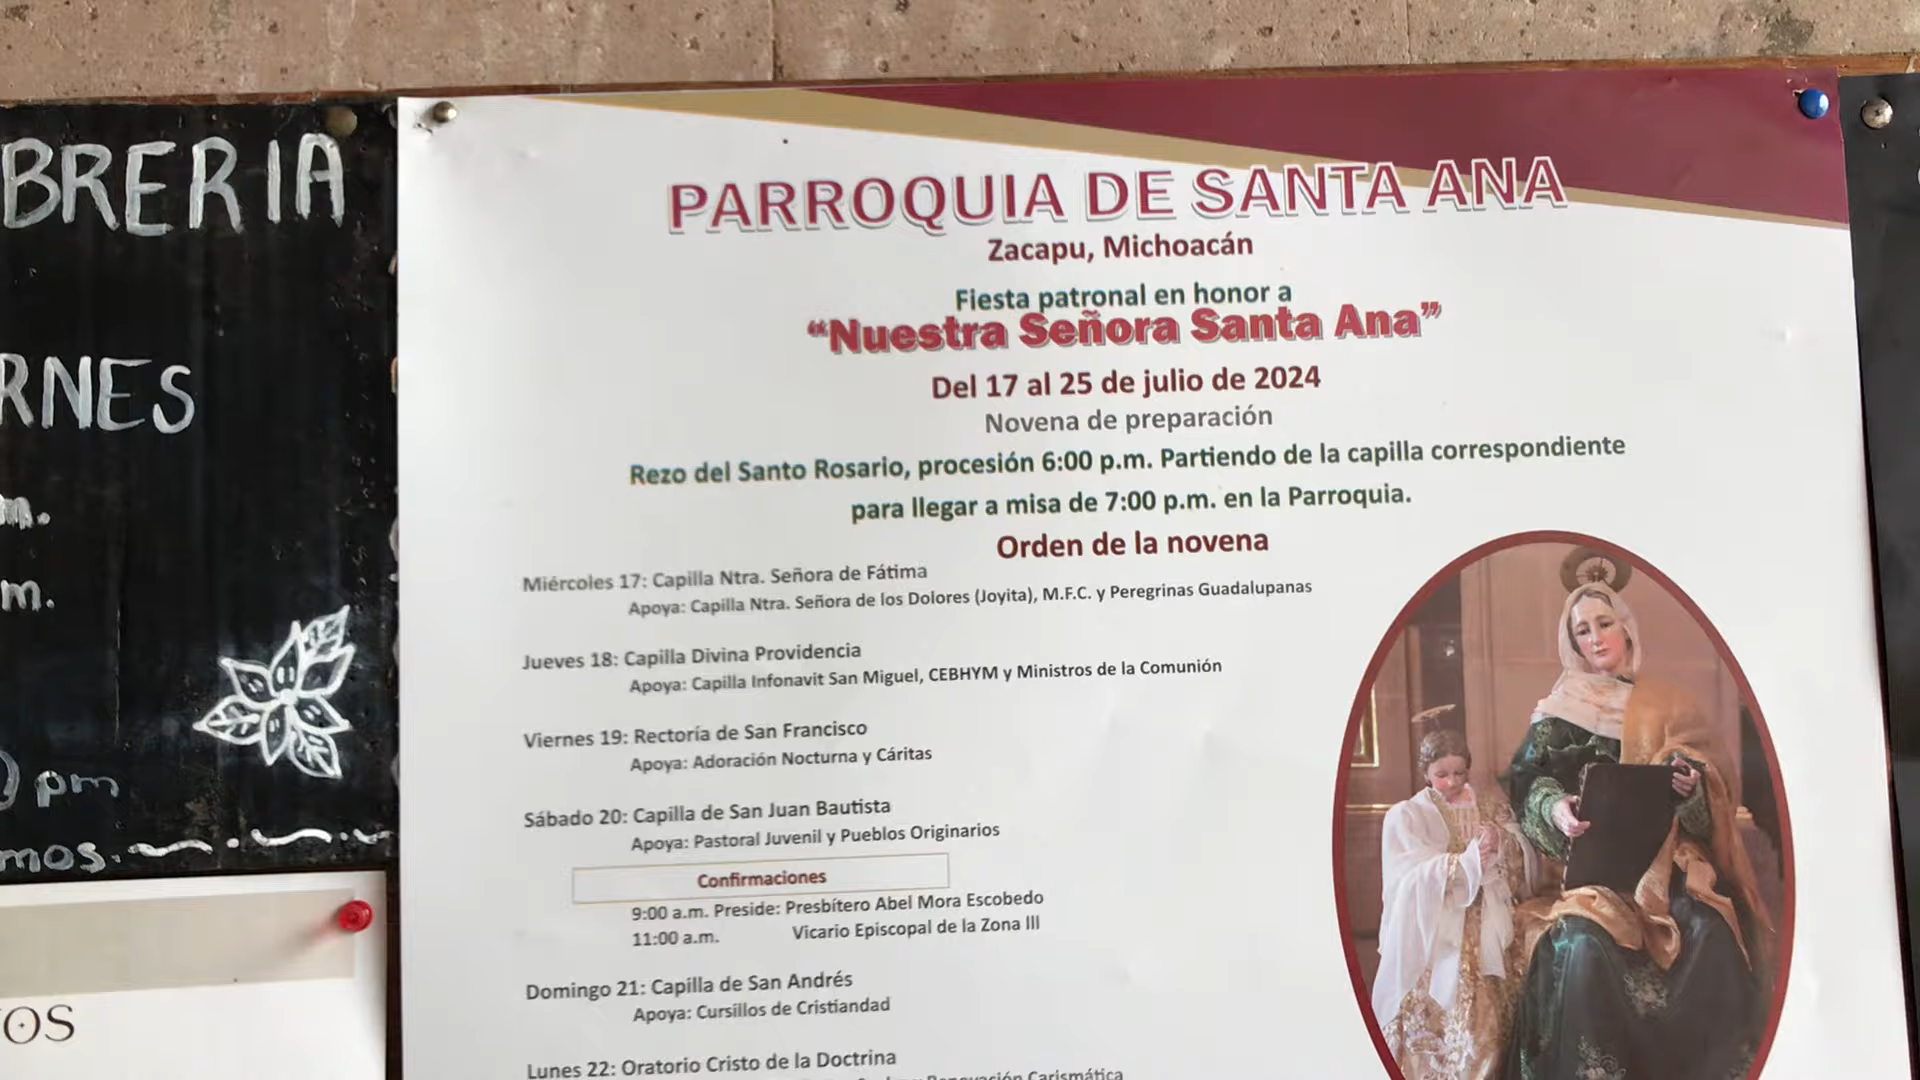 BRERIA
RNES
m.
m.
pm
mos.
OS
PARROQUIA DE SANTA ANA
Zacapu, Michoacán
Fiesta patronal en honor a
“Nuestra Señora Santa Ana”
Del 17 al 25 de julio de 2024
Novena de preparación
Rezo del Santo Rosario, procesión 6:00 p.m. Partiendo de la capilla correspondiente
para llegar a misa de 7:00 p.m. en la Parroquia.
Orden de la novena
Miércoles 17: Capilla Ntra. Señora de Fátima
Apoya: Capilla Ntra. Señora de los Dolores (Joyita), M.F.C. y Peregrinas Guadalupanas
Jueves 18: Capilla Divina Providencia
Apoya: Capilla Infonavit San Miguel, CEBHYM y Ministros de la Comunión
Viernes 19: Rectoría de San Francisco
Apoya: Adoración Nocturna y Cáritas
Sábado 20: Capilla de San Juan Bautista
Apoya: Pastoral Juvenil y Pueblos Originarios
Confirmaciones
9:00 a.m. Preside: Presbítero Abel Mora Escobedo
11:00 a.m. Vicario Episcopal de la Zona III
Domingo 21: Capilla de San Andrés
Apoya: Cursillos de Cristiandad
Lunes 22: Oratorio Cristo de la Doctrina
Renovación Carismática